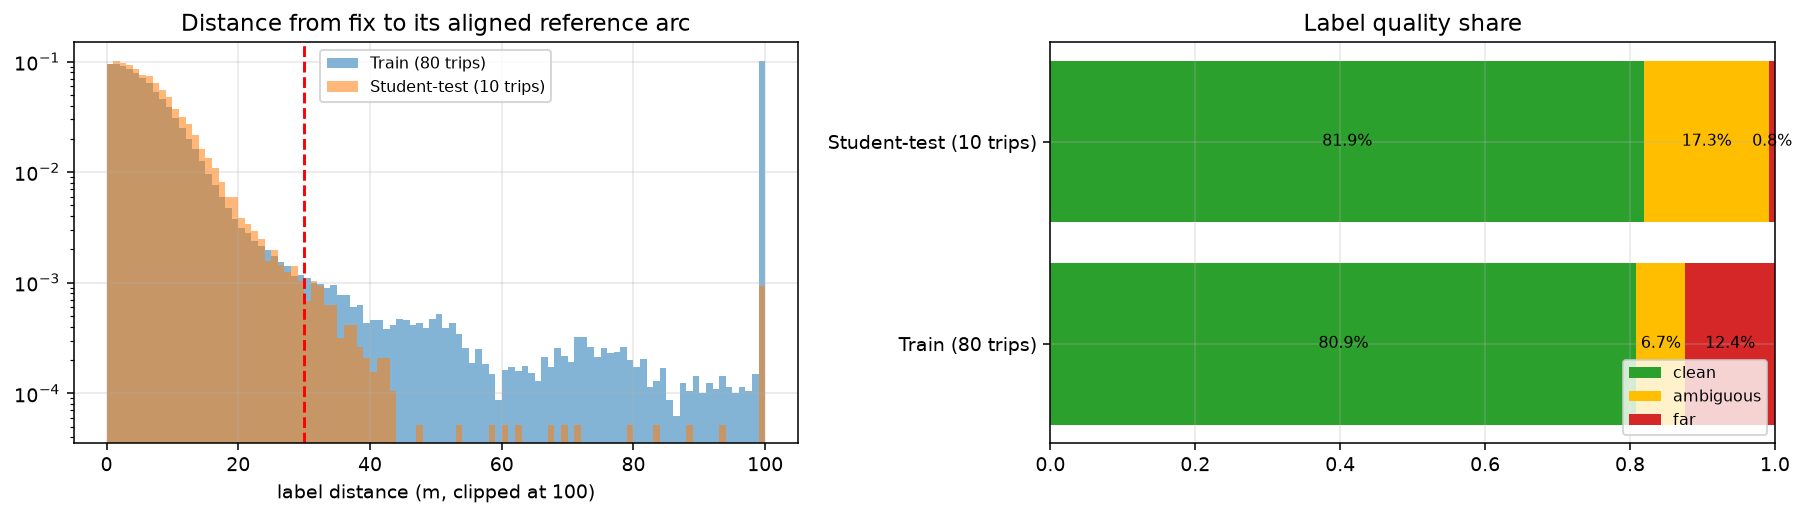 Distance from fix to its aligned reference arc
10⁻¹
10⁻²
10⁻³
10⁻⁴
Train (80 trips)
Student-test (10 trips)
0 20 40 60 80 100
label distance (m, clipped at 100)
Label quality share
Student-test (10 trips)
81.9% 17.3% 0.8%
Train (80 trips)
80.9% 6.7% 12.4%
clean
ambiguous
far
0.0 0.2 0.4 0.6 0.8 1.0